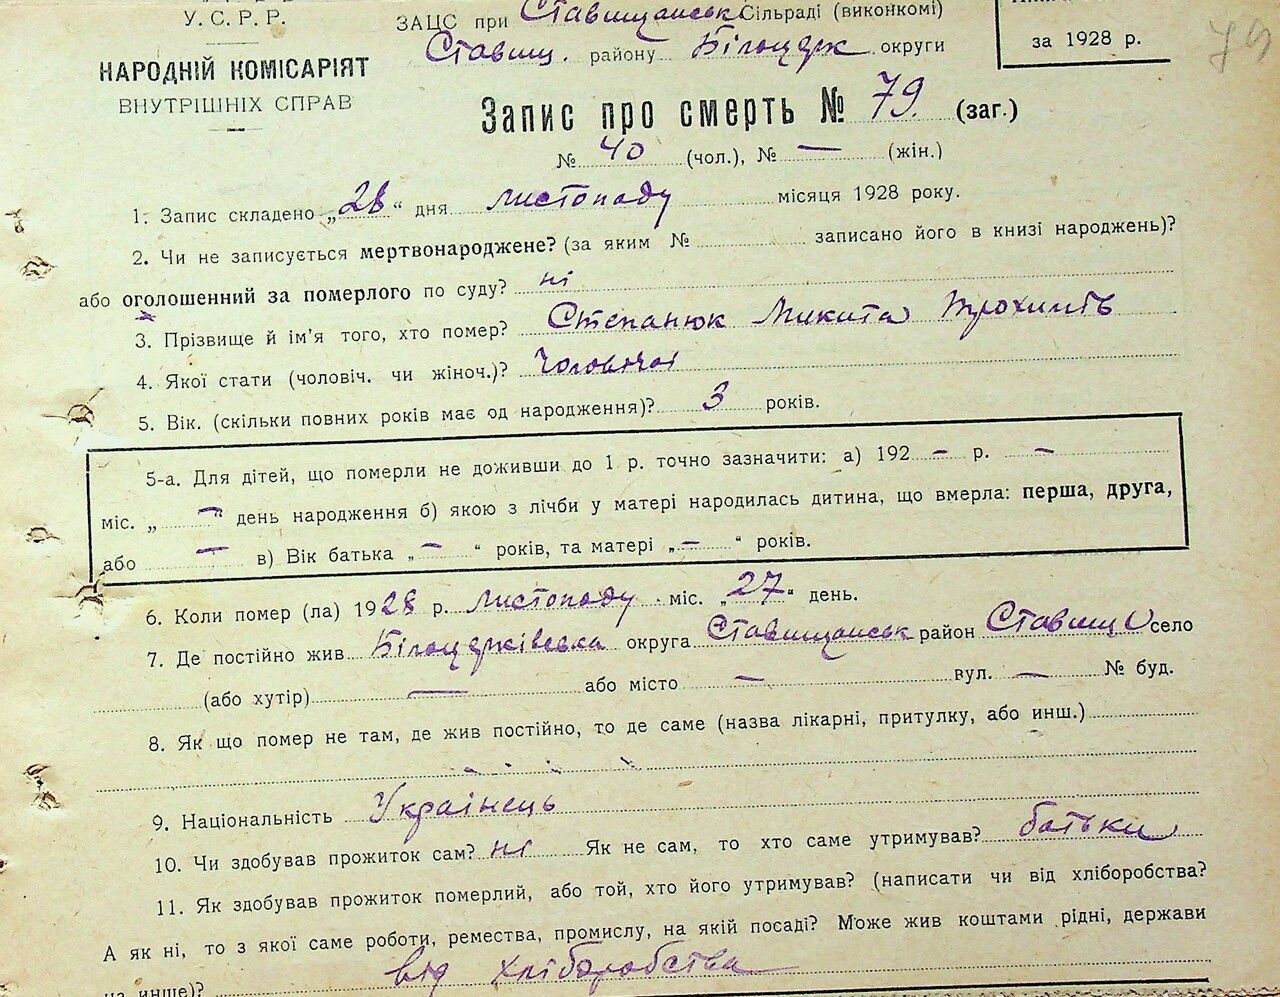 У.С.Р.Р.
НАРОДНІЙ КОМІСАРІЯТ
ВНУТРІШНІХ СПРАВ
ЗАЦС при Ставищанськ Сільраді (виконкомі)
Ставищ. району Білоцерк округи
за 1928 р.
79
Запис про смерть № 79. (заг.)
№ 40 (чол.), № — (жін.)
1. Запис складено „28“ дня листопаду місяця 1928 року.
2. Чи не записується мертвонароджене? (за яким № записано його в книзі народжень)?
або оголошенний за померлого по суду? ні
3. Прізвище й ім'я того, хто помер? Степанюк Микита Трохимів
4. Якої стати (чоловіч. чи жіноч.)? Чоловічої
5. Вік. (скільки повних років має од народження)? 3 років.
5-а. Для дітей, що померли не доживши до 1 р. точно зазначити: а) 192 — р. —
міс. „ — “ день народження б) якою з лічби у матері народилась дитина, що вмерла: перша, друга,
або — в) Вік батька „ — “ років, та матері „ — “ років.
6. Коли помер (ла) 1928 р. листопаду міс. „27“ день.
7. Де постійно жив Білоцерківська округа Ставищанськ район Ставищ село
(або хутір) — або місто — вул. — № буд.
8. Як що помер не там, де жив постійно, то де саме (назва лікарні, притулку, або инш.)
9. Національність Українець
10. Чи здобував прожиток сам? ні Як не сам, то хто саме утримував? батьки
11. Як здобував прожиток померлий, або той, хто його утримував? (написати чи від хліборобства?
А як ні, то з якої саме роботи, ремества, промислу, на якій посаді? Може жив коштами рідні, держави
на инше)? від хліборобства